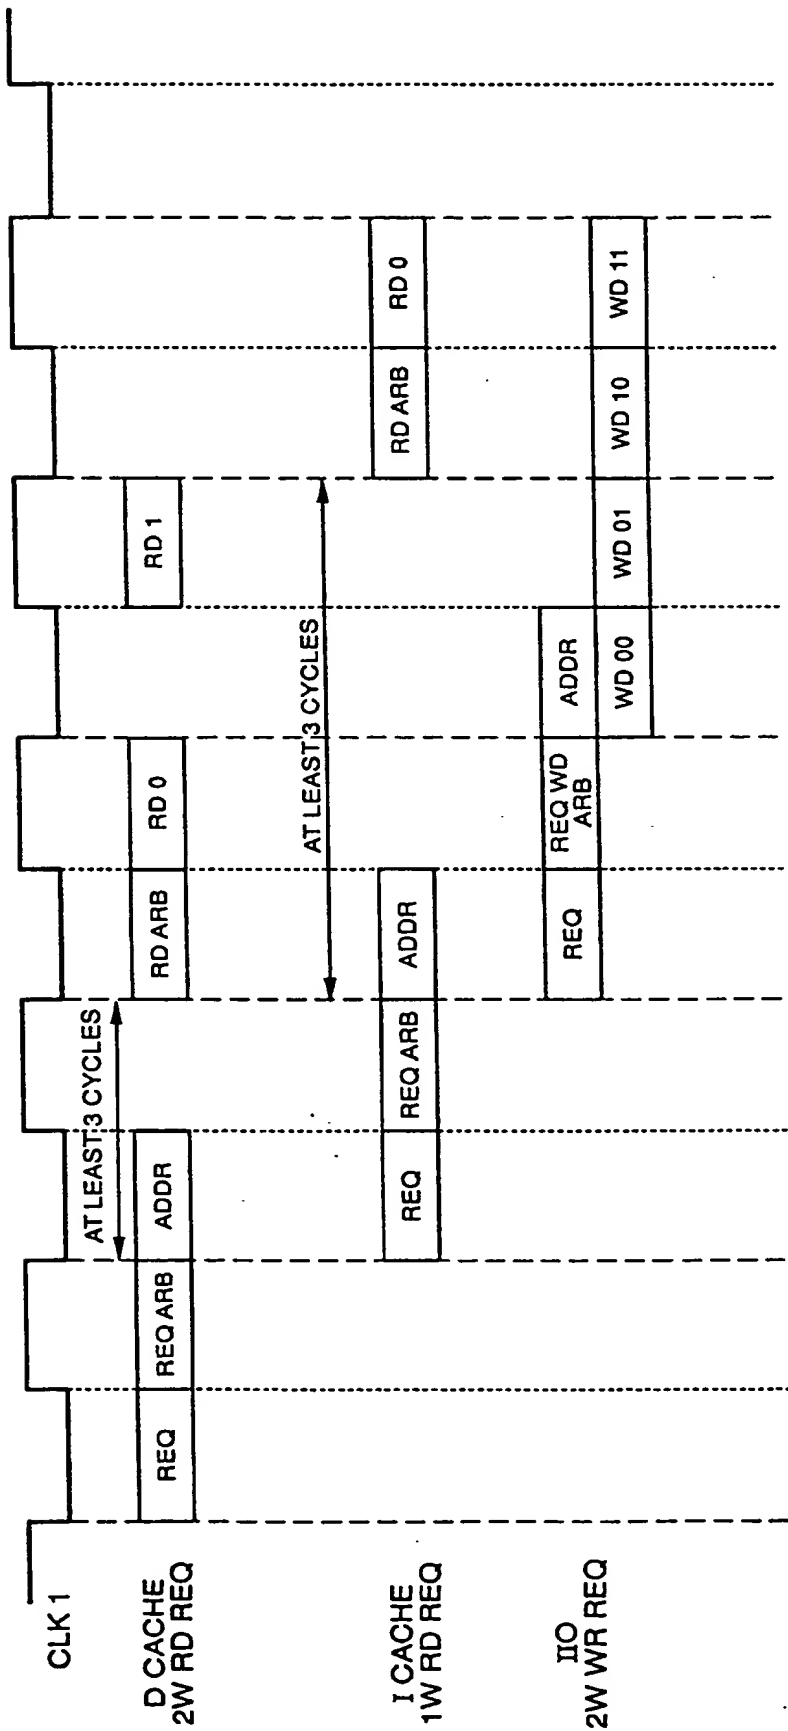 CLK 1
D CACHE
2W RD REQ
REQ
REQ ARB
ADDR
AT LEAST 3 CYCLES
RD ARB
RD 0
RD 1
AT LEAST 3 CYCLES
I CACHE
1W RD REQ
REQ
REQ ARB
ADDR
RD ARB
RD 0
IIO
2W WR REQ
REQ
REQ WD
ARB
ADDR
WD 00
WD 01
WD 10
WD 11